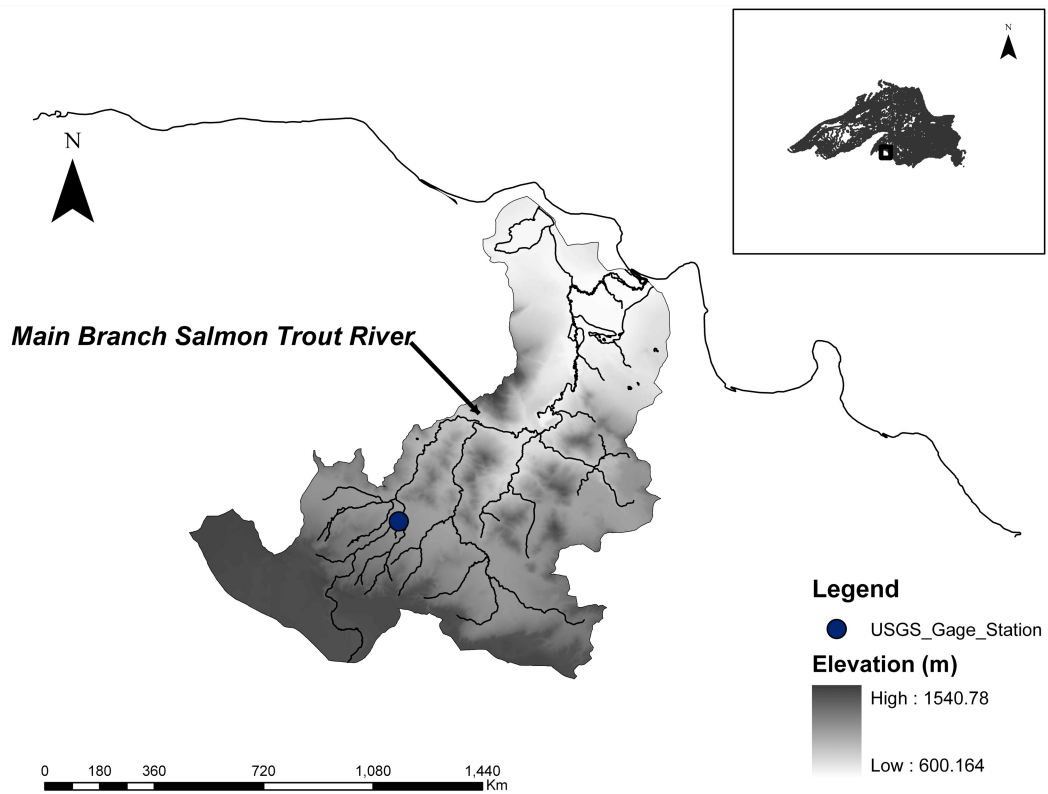 N
N
Main Branch Salmon Trout River
Legend
USGS_Gage_Station
Elevation (m)
High : 1540.78
Low : 600.164
0 180 360 720 1,080 1,440
Km